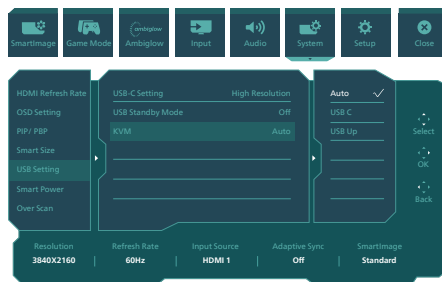 ambiglow
SmartImage Game Mode Ambiglow Input Audio System Setup Close
HDMI Refresh Rate USB-C Setting High Resolution Auto
OSD Setting USB Standby Mode Off USB C
PIP/ PBP KVM Auto USB Up Select
Smart Size
USB Setting OK
Smart Power Back
Over Scan
Resolution Refresh Rate Input Source Adaptive Sync SmartImage
3840X2160 60Hz HDMI 1 Off Standard